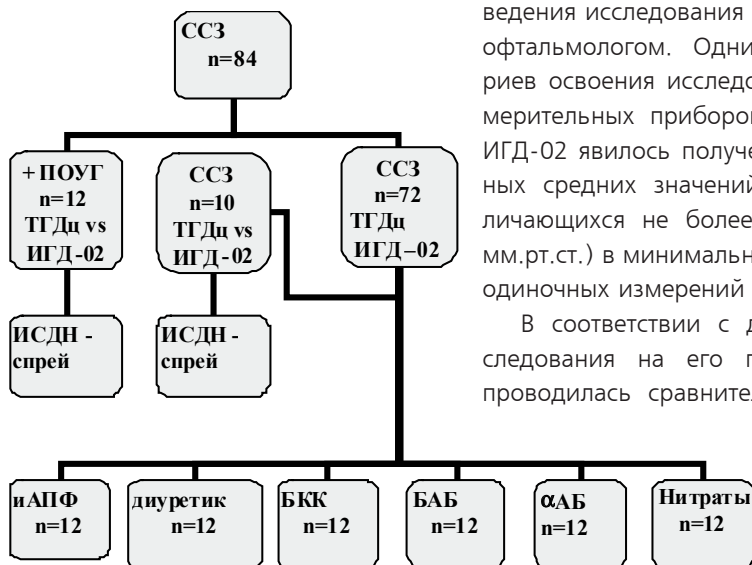 ССЗ
n=84
+ ПОУГ
n=12
ТГДц vs
ИГД-02
ССЗ
n=10
ТГДц vs
ИГД-02
ССЗ
n=72
ТГДц
ИГД–02
ИСДН -
спрей
ИСДН -
спрей
иАПФ
n=12
диуретик
n=12
БКК
n=12
БАБ
n=12
αАБ
n=12
Нитраты
n=12
ведения исследования
офтальмологом. Одни
риев освоения исследо
мерительных приборо
ИГД-02 явилось получе
ных средних значений
личающихся не более
мм.рт.ст.) в минимальн
одиночных измерений
В соответствии с д
следования на его п
проводилась сравнител